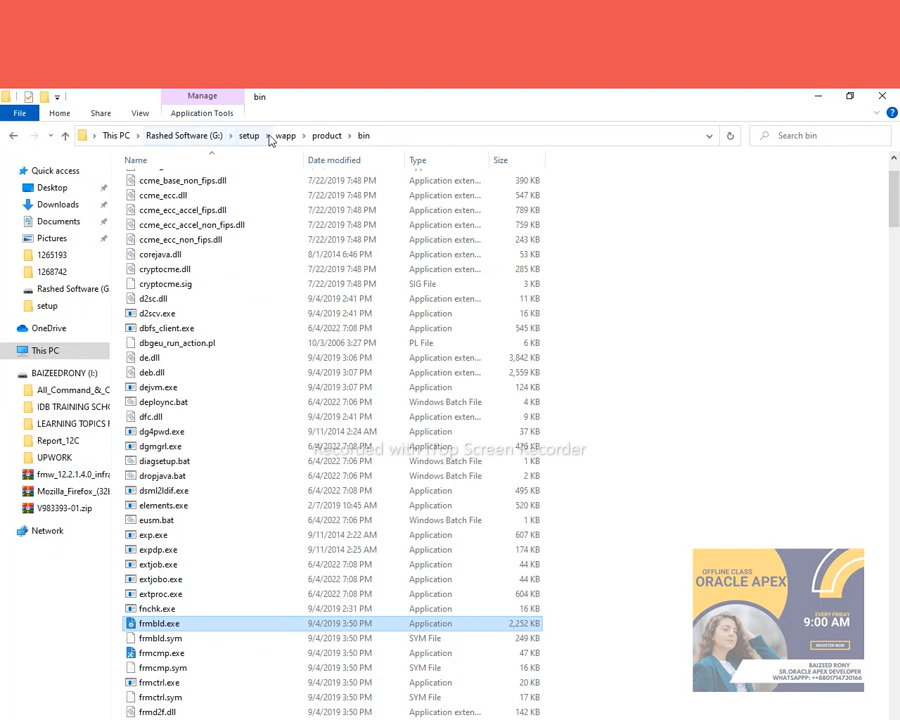 Manage
bin
File
Home
Share
View
Application Tools
This PC
Rashed Software (G:)
setup
wapp
product
bin
Search bin
Name
Date modified
Type
Size
Quick access
Desktop
Downloads
Documents
Pictures
1265193
1268742
Rashed Software (G
setup
OneDrive
This PC
BAIZEEDRONY (I:)
All_Command_&_C
IDB TRAINING SCH
LEARNING TOPICS F
Report_12C
UPWORK
fmw_12.2.1.4.0_infra
Mozilla_Firefox_(3
V983393-01.zip
Network
ccme_base_non_fips.dll 7/22/2019 7:48 PM Application exten... 390 KB
ccme_ecc.dll 7/22/2019 7:48 PM Application exten... 547 KB
ccme_ecc_accel_fips.dll 7/22/2019 7:48 PM Application exten... 789 KB
ccme_ecc_accel_non_fips.dll 7/22/2019 7:48 PM Application exten... 759 KB
ccme_ecc_non_fips.dll 7/22/2019 7:48 PM Application exten... 243 KB
corejava.dll 8/1/2014 6:46 PM Application exten... 53 KB
cryptocme.dll 7/22/2019 7:48 PM Application exten... 285 KB
cryptocme.sig 7/22/2019 7:48 PM SIG File 3 KB
d2sc.dll 9/4/2019 2:41 PM Application exten... 11 KB
d2scv.exe 9/4/2019 2:41 PM Application 16 KB
dbfs_client.exe 6/4/2022 7:08 PM Application 545 KB
dbgeu_run_action.pl 10/3/2006 3:27 PM PL File 6 KB
de.dll 9/4/2019 3:06 PM Application exten... 3,842 KB
deb.dll 9/4/2019 3:07 PM Application exten... 2,559 KB
dejvm.exe 9/4/2019 3:07 PM Application 124 KB
deploync.bat 6/4/2022 7:08 PM Windows Batch File 4 KB
dfc.dll 9/4/2019 2:41 PM Application exten... 9 KB
dg4pwd.exe 9/11/2014 2:24 AM Application 37 KB
dgmgrl.exe 6/4/2022 7:08 PM Application 476 KB
Recorded with iTop Screen Recorder
diagsetup.bat 6/4/2022 7:06 PM Windows Batch File 1 KB
dropjava.bat 6/4/2022 7:08 PM Windows Batch File 2 KB
dsml2ldif.exe 6/4/2022 7:08 PM Application 495 KB
elements.exe 2/7/2019 10:45 AM Application 520 KB
eusm.bat 6/4/2022 7:06 PM Windows Batch File 1 KB
exp.exe 9/11/2014 2:22 AM Application 607 KB
expdp.exe 9/11/2014 2:25 AM Application 174 KB
extjob.exe 6/4/2022 7:08 PM Application 44 KB
extjobo.exe 6/4/2022 7:08 PM Application 44 KB
extproc.exe 6/4/2022 7:08 PM Application 604 KB
fnchk.exe 9/4/2019 2:31 PM Application 16 KB
frmbld.exe 9/4/2019 3:50 PM Application 2,252 KB
frmbld.sym 9/4/2019 3:50 PM SYM File 249 KB
frmcmp.exe 9/4/2019 3:50 PM Application 47 KB
frmcmp.sym 9/4/2019 3:50 PM SYM File 16 KB
frmctrl.exe 9/4/2019 3:50 PM Application 20 KB
frmctrl.sym 9/4/2019 3:50 PM SYM File 16 KB
frmd2f.dll 9/4/2019 3:50 PM Application exten... 142 KB
OFFLINE CLASS
ORACLE APEX
EVERY FRIDAY
9:00 AM
REGISTER NOW
BAIZEED RONY
SR.ORACLE APEX DEVELOPER
WHATSAPPP: ++8801714730166